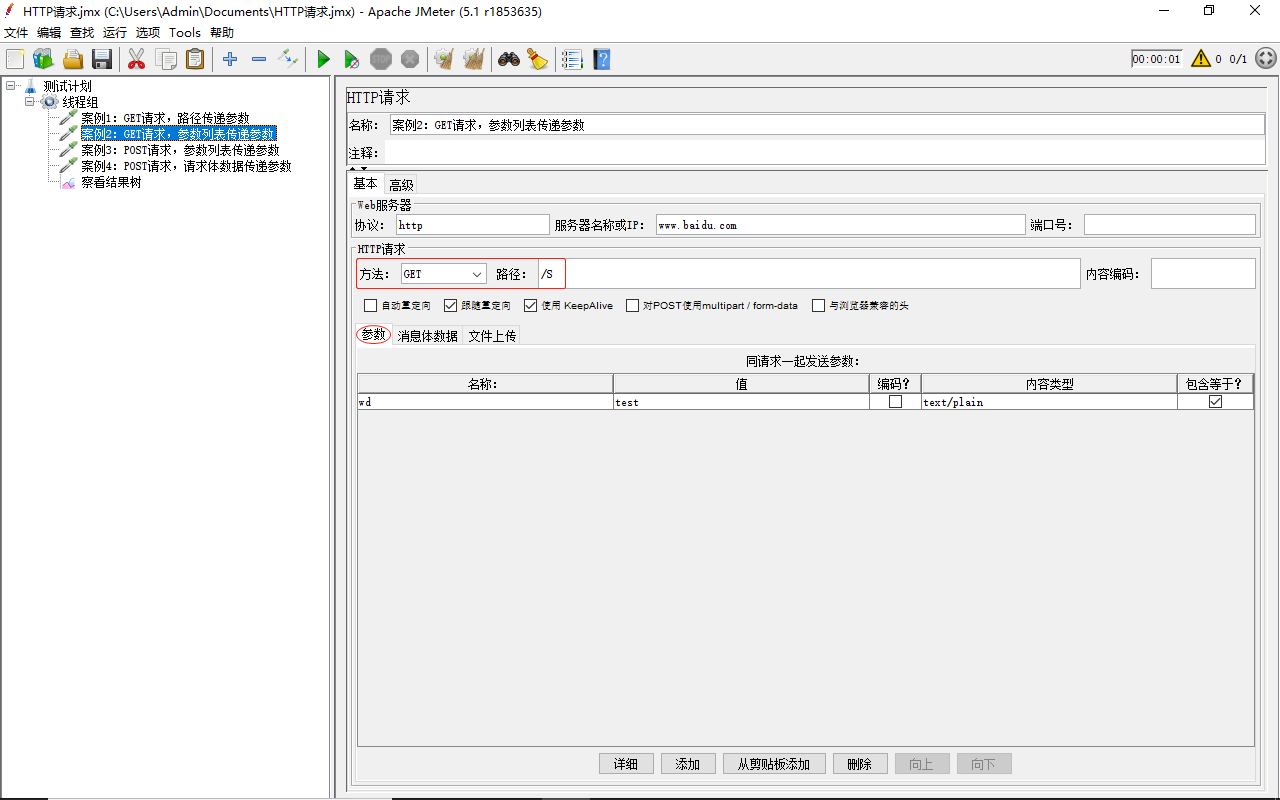 HTTP请求.jmx (C:\Users\Admin\Documents\HTTP请求.jmx) - Apache JMeter (5.1 r1853635)
文件 编辑 查找 运行 选项 Tools 帮助
STOP 00:00:01 0 0/1
测试计划
线程组
案例1: GET请求，路径传递参数
案例2: GET请求，参数列表传递参数
案例3: POST请求，参数列表传递参数
案例4: POST请求，请求体数据传递参数
察看结果树
HTTP请求
名称: 案例2: GET请求，参数列表传递参数
注释:
基本 高级
Web服务器
协议: http 服务器名称或IP: www.baidu.com 端口号:
HTTP请求
方法: GET 路径: /S 内容编码:
自动重定向 跟随重定向 使用 KeepAlive 对POST使用multipart / form-data 与浏览器兼容的头
参数 消息体数据 文件上传
同请求一起发送参数:
名称: 值 编码? 内容类型 包含等于?
wd test text/plain
详细 添加 从剪贴板添加 删除 向上 向下